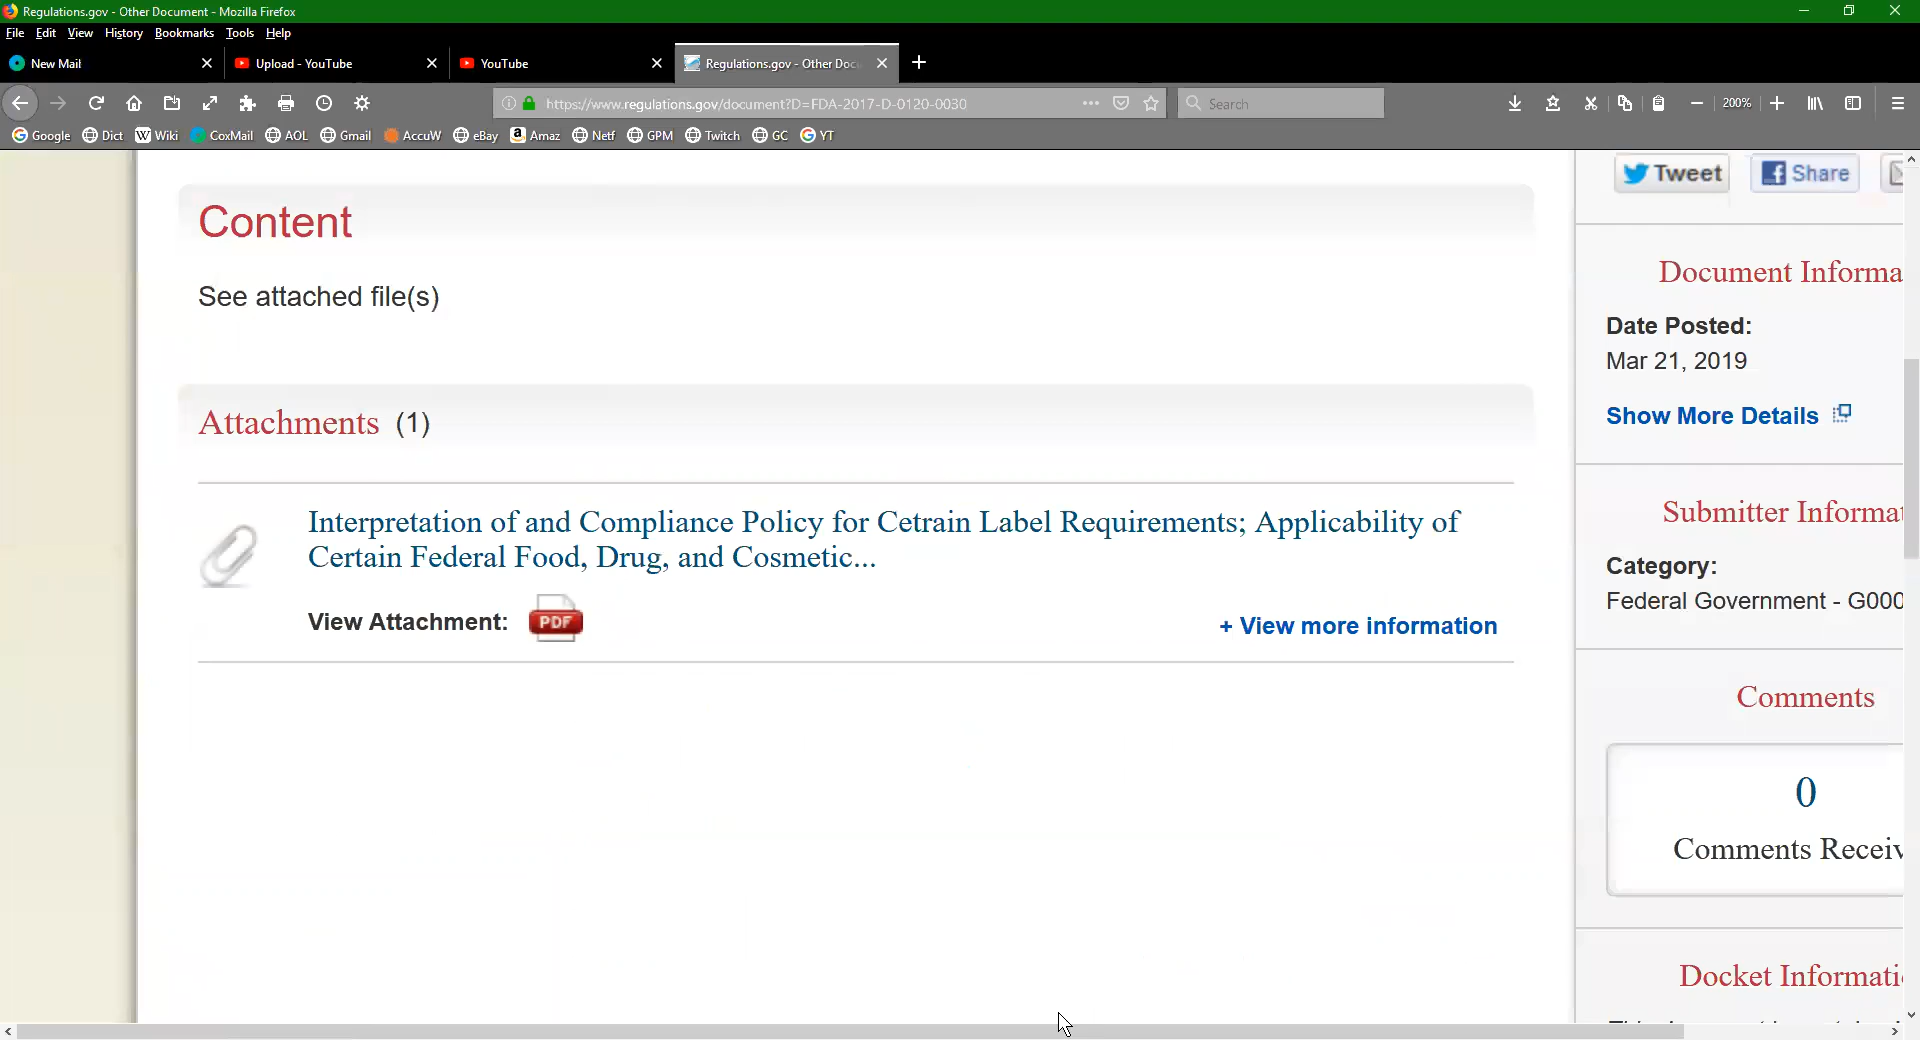 Regulations.gov - Other Document - Mozilla Firefox
File Edit View History Bookmarks Tools Help
New Mail
Upload - YouTube
YouTube
Regulations.gov - Other Doc
https://www.regulations.gov/document?D=FDA-2017-D-0120-0030
Search
200%
Google Dict Wiki CoxMail AOL Gmail AccuW eBay Amaz Netf GPM Twitch GC YT
Tweet Share
Content
See attached file(s)
Attachments (1)
Interpretation of and Compliance Policy for Cetrain Label Requirements; Applicability of
Certain Federal Food, Drug, and Cosmetic...
View Attachment: PDF
+ View more information
Document Informa
Date Posted:
Mar 21, 2019
Show More Details
Submitter Informat
Category:
Federal Government - G000
Comments
0
Comments Receiv
Docket Informati